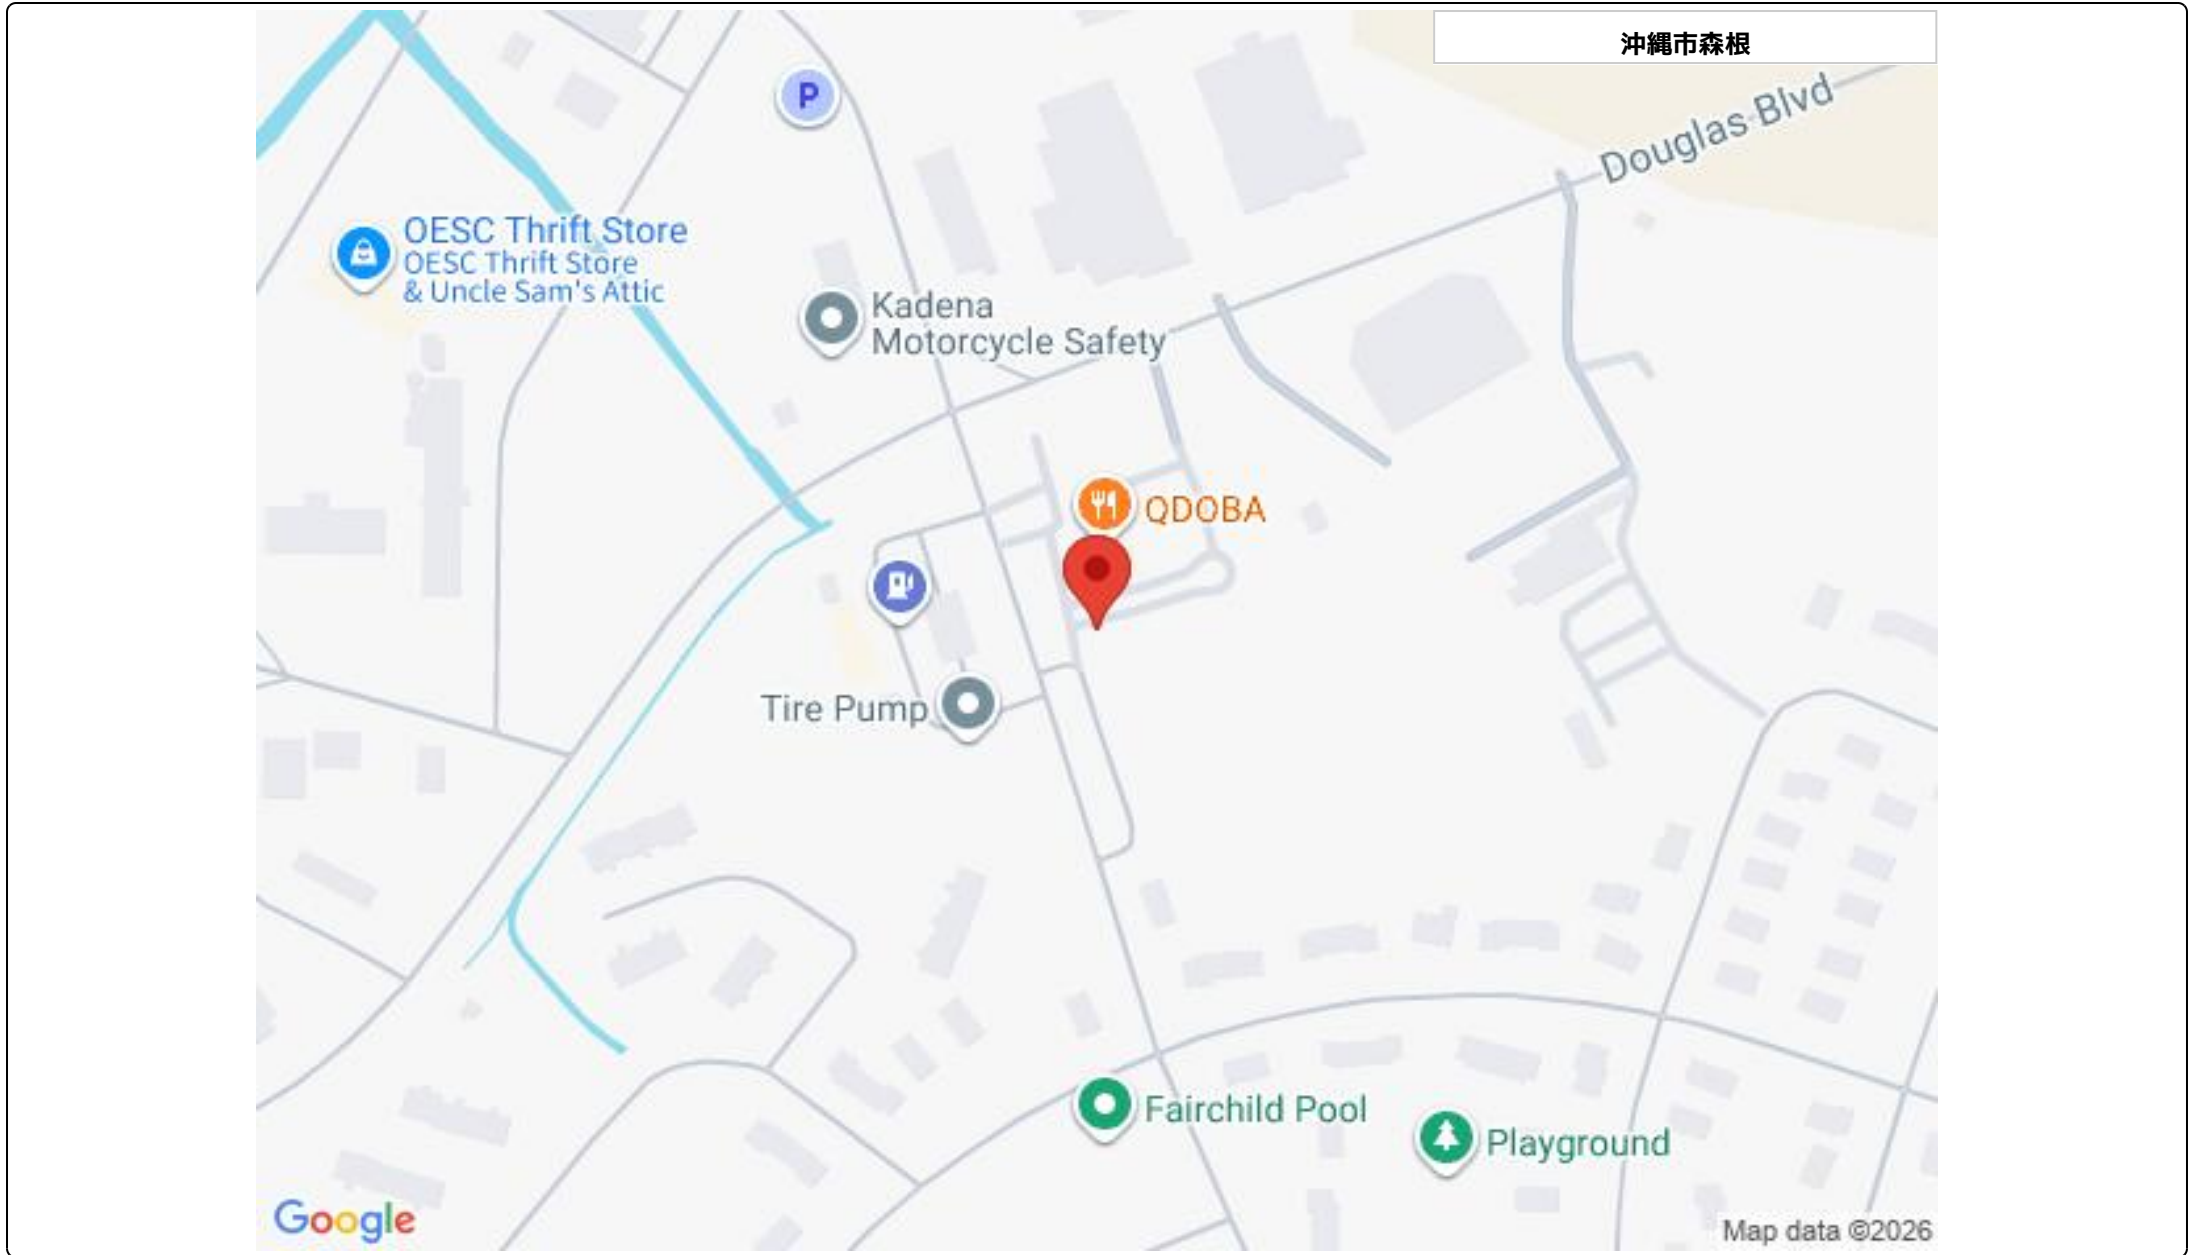 沖縄市森根
P
Douglas Blvd
OESC Thrift Store
OESC Thrift Store
& Uncle Sam's Attic
Kadena
Motorcycle Safety
QDOBA
Tire Pump
Fairchild Pool
Playground
Google
Map data ©2026